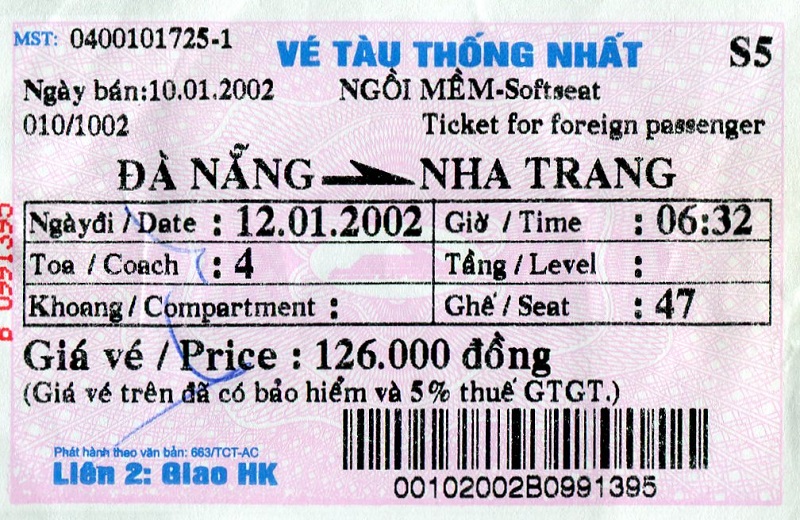 MST: 0400101725-1
VÉ TÀU THỐNG NHẤT
S5
Ngày bán:10.01.2002
NGỒI MỀM-Softseat
010/1002
Ticket for foreign passenger
ĐÀ NẴNG NHA TRANG
Ngàyđi / Date : 12.01.2002
Giờ / Time : 06:32
Toa / Coach : 4
Tầng / Level :
Khoang / Compartment :
Ghế / Seat : 47
Giá vé / Price : 126.000 đồng
(Giá vé trên đã có bảo hiểm và 5% thuế GTGT.)
Phát hành theo văn bản: 663/TCT-AC
Liên 2: Giao HK
00102002B0991395
B 0991395